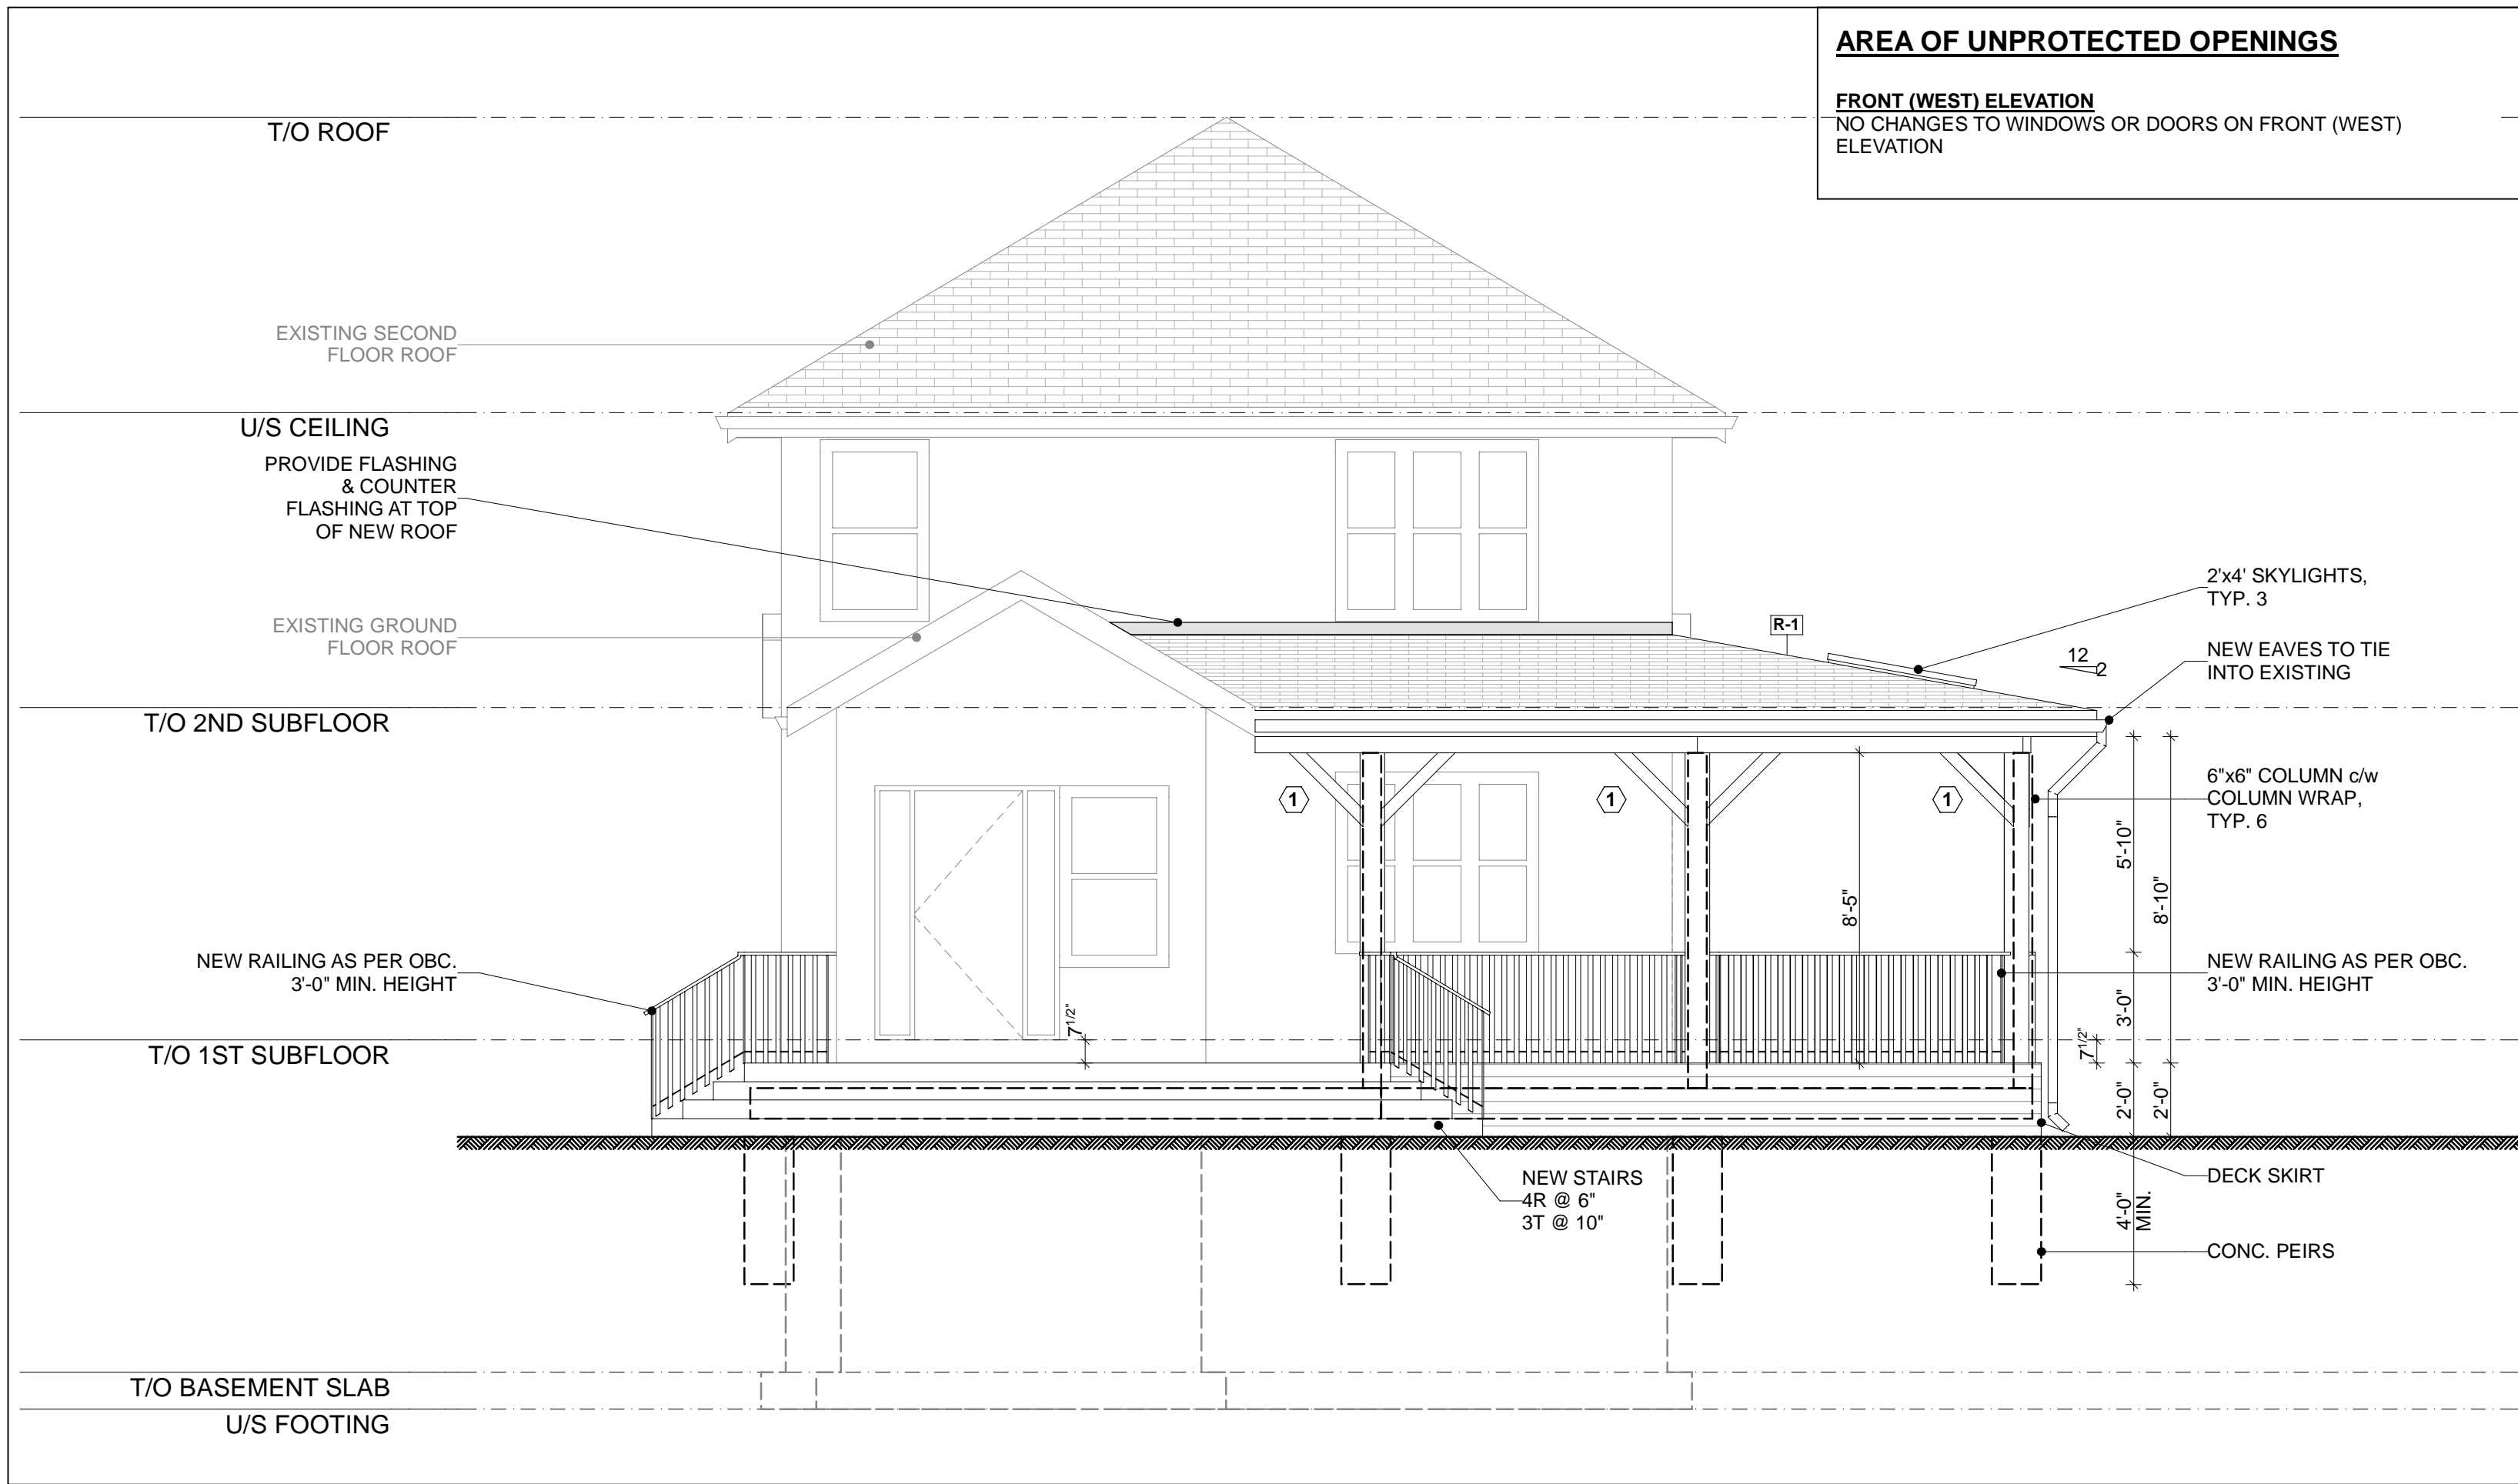 AREA OF UNPROTECTED OPENINGS
FRONT (WEST) ELEVATION
NO CHANGES TO WINDOWS OR DOORS ON FRONT (WEST)
ELEVATION
T/O ROOF
EXISTING SECOND
FLOOR ROOF
U/S CEILING
PROVIDE FLASHING
& COUNTER
FLASHING AT TOP
OF NEW ROOF
EXISTING GROUND
FLOOR ROOF
T/O 2ND SUBFLOOR
NEW RAILING AS PER OBC.
3'-0" MIN. HEIGHT
T/O 1ST SUBFLOOR
T/O BASEMENT SLAB
U/S FOOTING
R-1
12
2
1
1
1
7 1/2"
8'-5"
5'-10"
8'-10"
3'-0"
7 1/2"
2'-0"
2'-0"
4'-0"
MIN.
2'x4' SKYLIGHTS,
TYP. 3
NEW EAVES TO TIE
INTO EXISTING
6"x6" COLUMN c/w
COLUMN WRAP,
TYP. 6
NEW RAILING AS PER OBC.
3'-0" MIN. HEIGHT
NEW STAIRS
4R @ 6"
3T @ 10"
DECK SKIRT
CONC. PEIRS